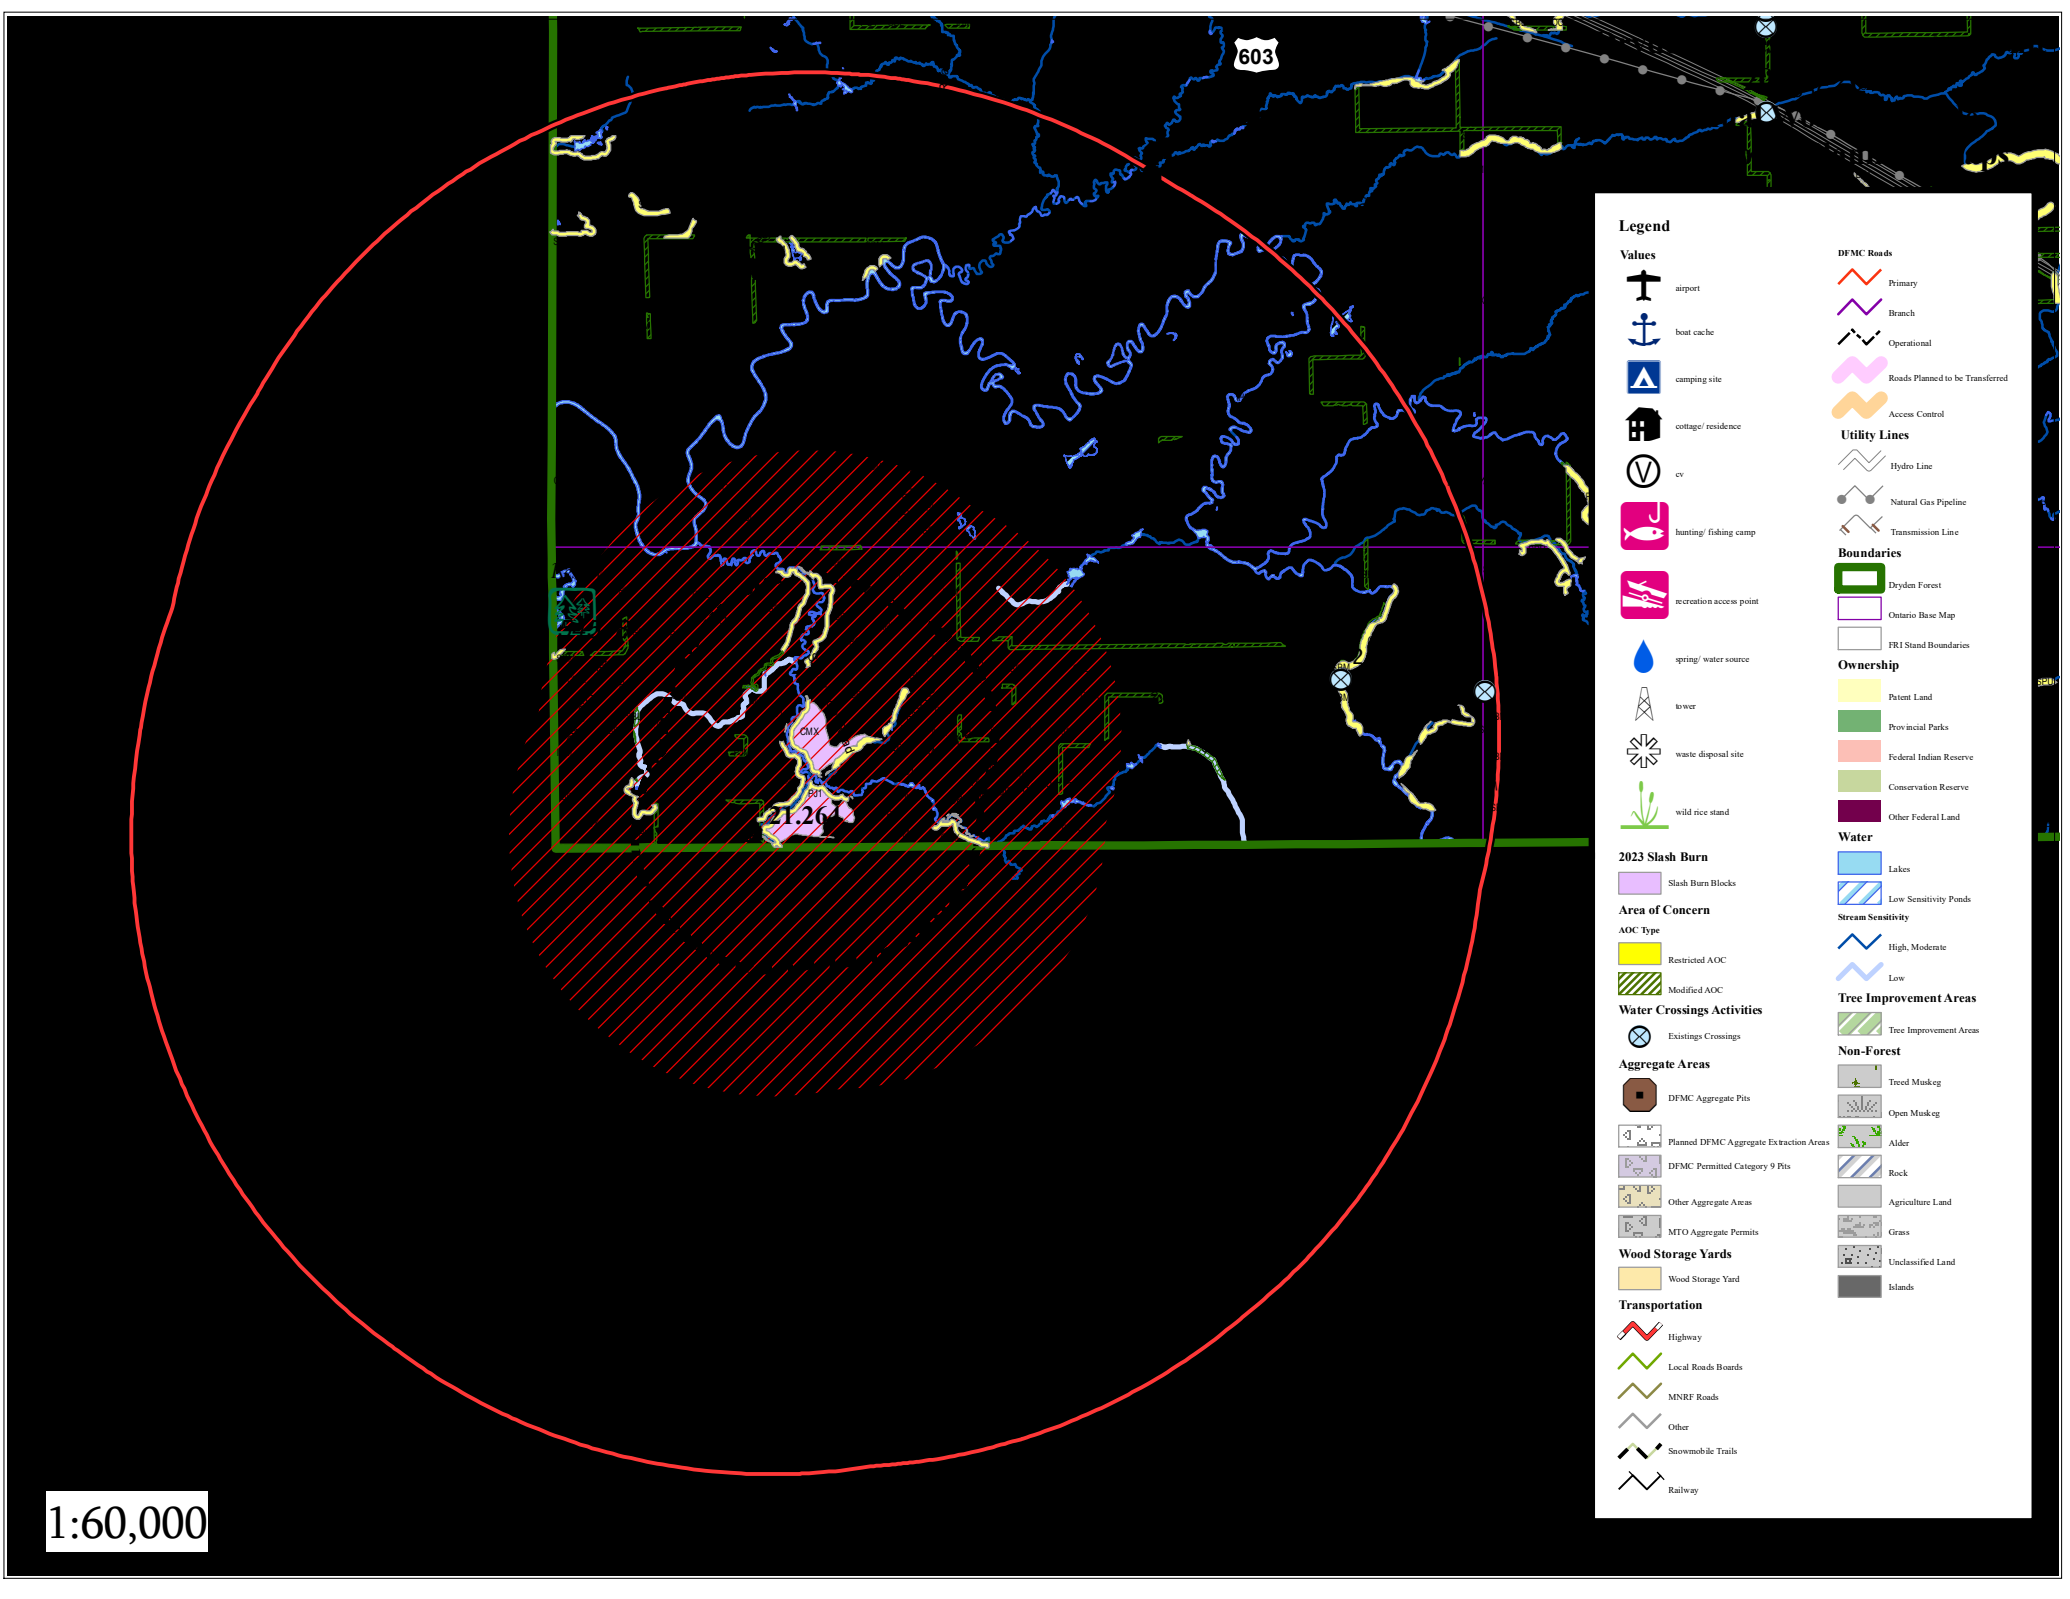 603
CMX
PJ1
21.264
1:60,000
Legend
Values
airport
boat cache
camping site
cottage/ residence
V
cv
hunting/ fishing camp
recreation access point
spring/ water source
tower
waste disposal site
wild rice stand
2023 Slash Burn
Slash Burn Blocks
Area of Concern
AOC Type
Restricted AOC
Modified AOC
Water Crossings Activities
Existings Crossings
Aggregate Areas
DFMC Aggregate Pits
Planned DFMC Aggregate Extraction Areas
DFMC Permitted Category 9 Pits
Other Aggregate Areas
MTO Aggregate Permits
Wood Storage Yards
Wood Storage Yard
Transportation
Highway
Local Roads Boards
MNRF Roads
Other
Snowmobile Trails
Railway
DFMC Roads
Primary
Branch
Operational
Roads Planned to be Transferred
Access Control
Utility Lines
Hydro Line
Natural Gas Pipeline
Transmission Line
Boundaries
Dryden Forest
Ontario Base Map
FRI Stand Boundaries
Ownership
Patent Land
Provincial Parks
Federal Indian Reserve
Conservation Reserve
Other Federal Land
Water
Lakes
Low Sensitivity Ponds
Stream Sensitivity
High, Moderate
Low
Tree Improvement Areas
Tree Improvement Areas
Non-Forest
Treed Muskeg
Open Muskeg
Alder
Rock
Agriculture Land
Grass
Unclassified Land
Islands